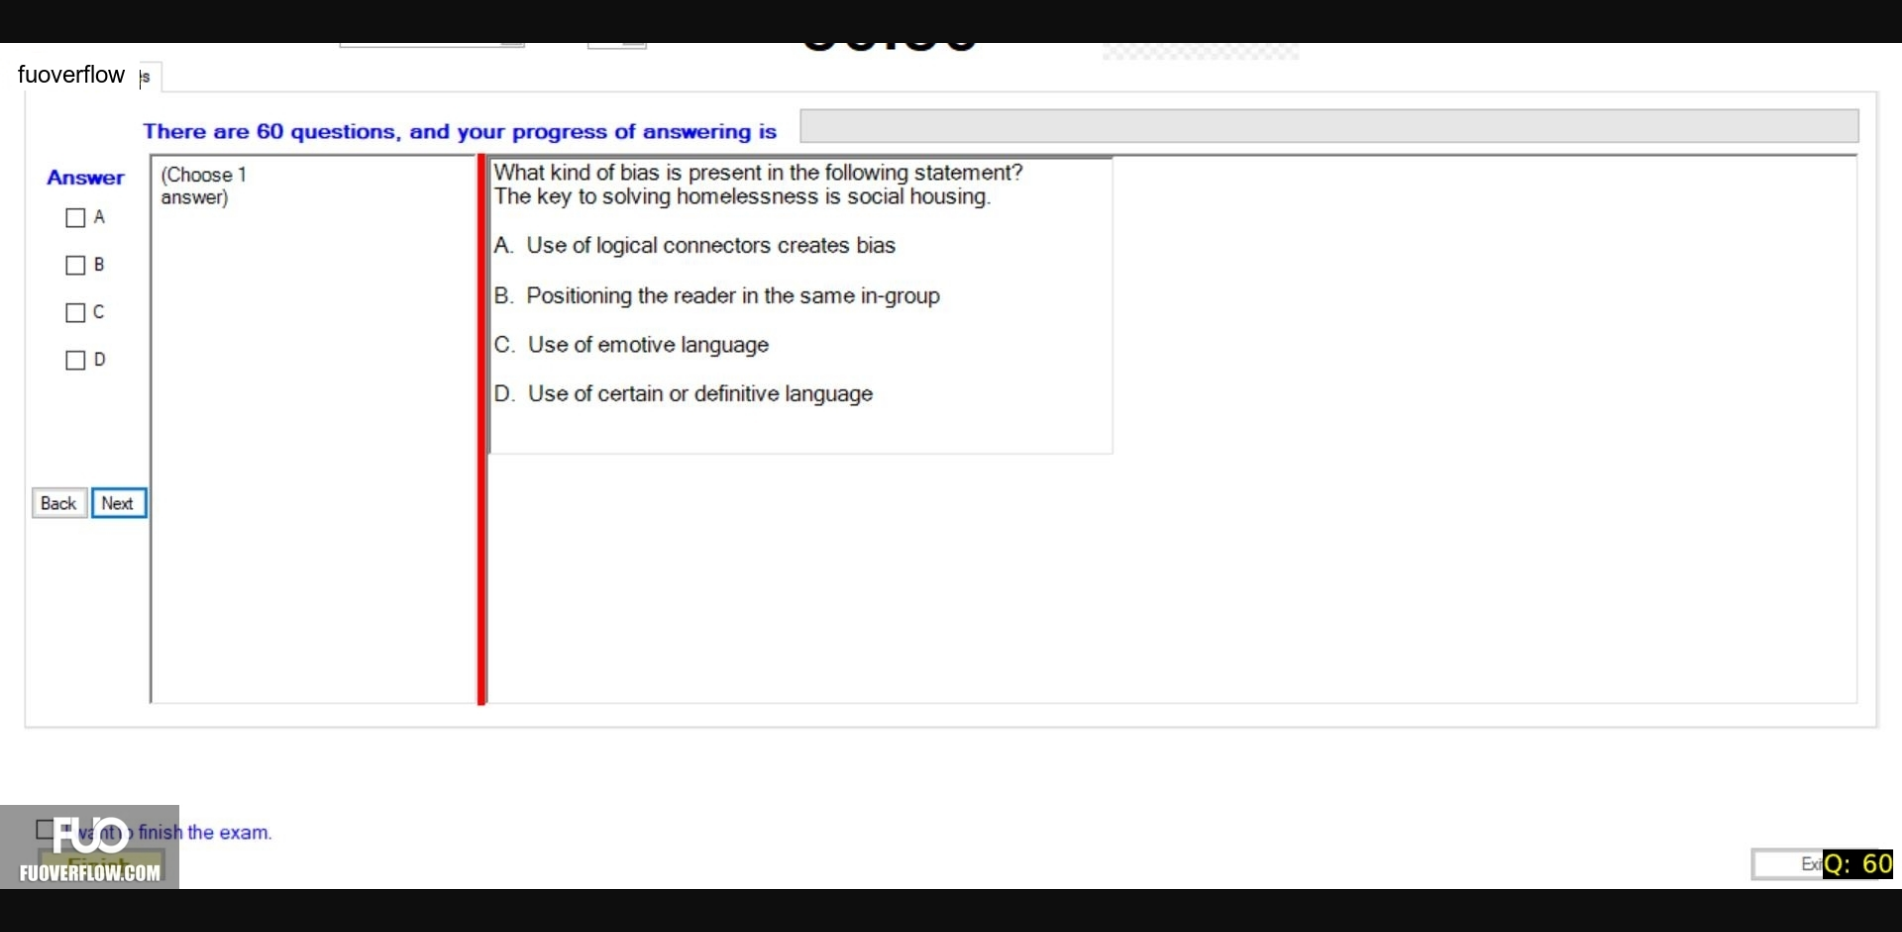 fuoverflow
There are 60 questions, and your progress of answering is
Answer
(Choose 1
answer)
A
B
C
D
What kind of bias is present in the following statement?
The key to solving homelessness is social housing.
A. Use of logical connectors creates bias
B. Positioning the reader in the same in-group
C. Use of emotive language
D. Use of certain or definitive language
Back
Next
I want to finish the exam.
FUO
FUOVERFLOW.COM
Q: 60